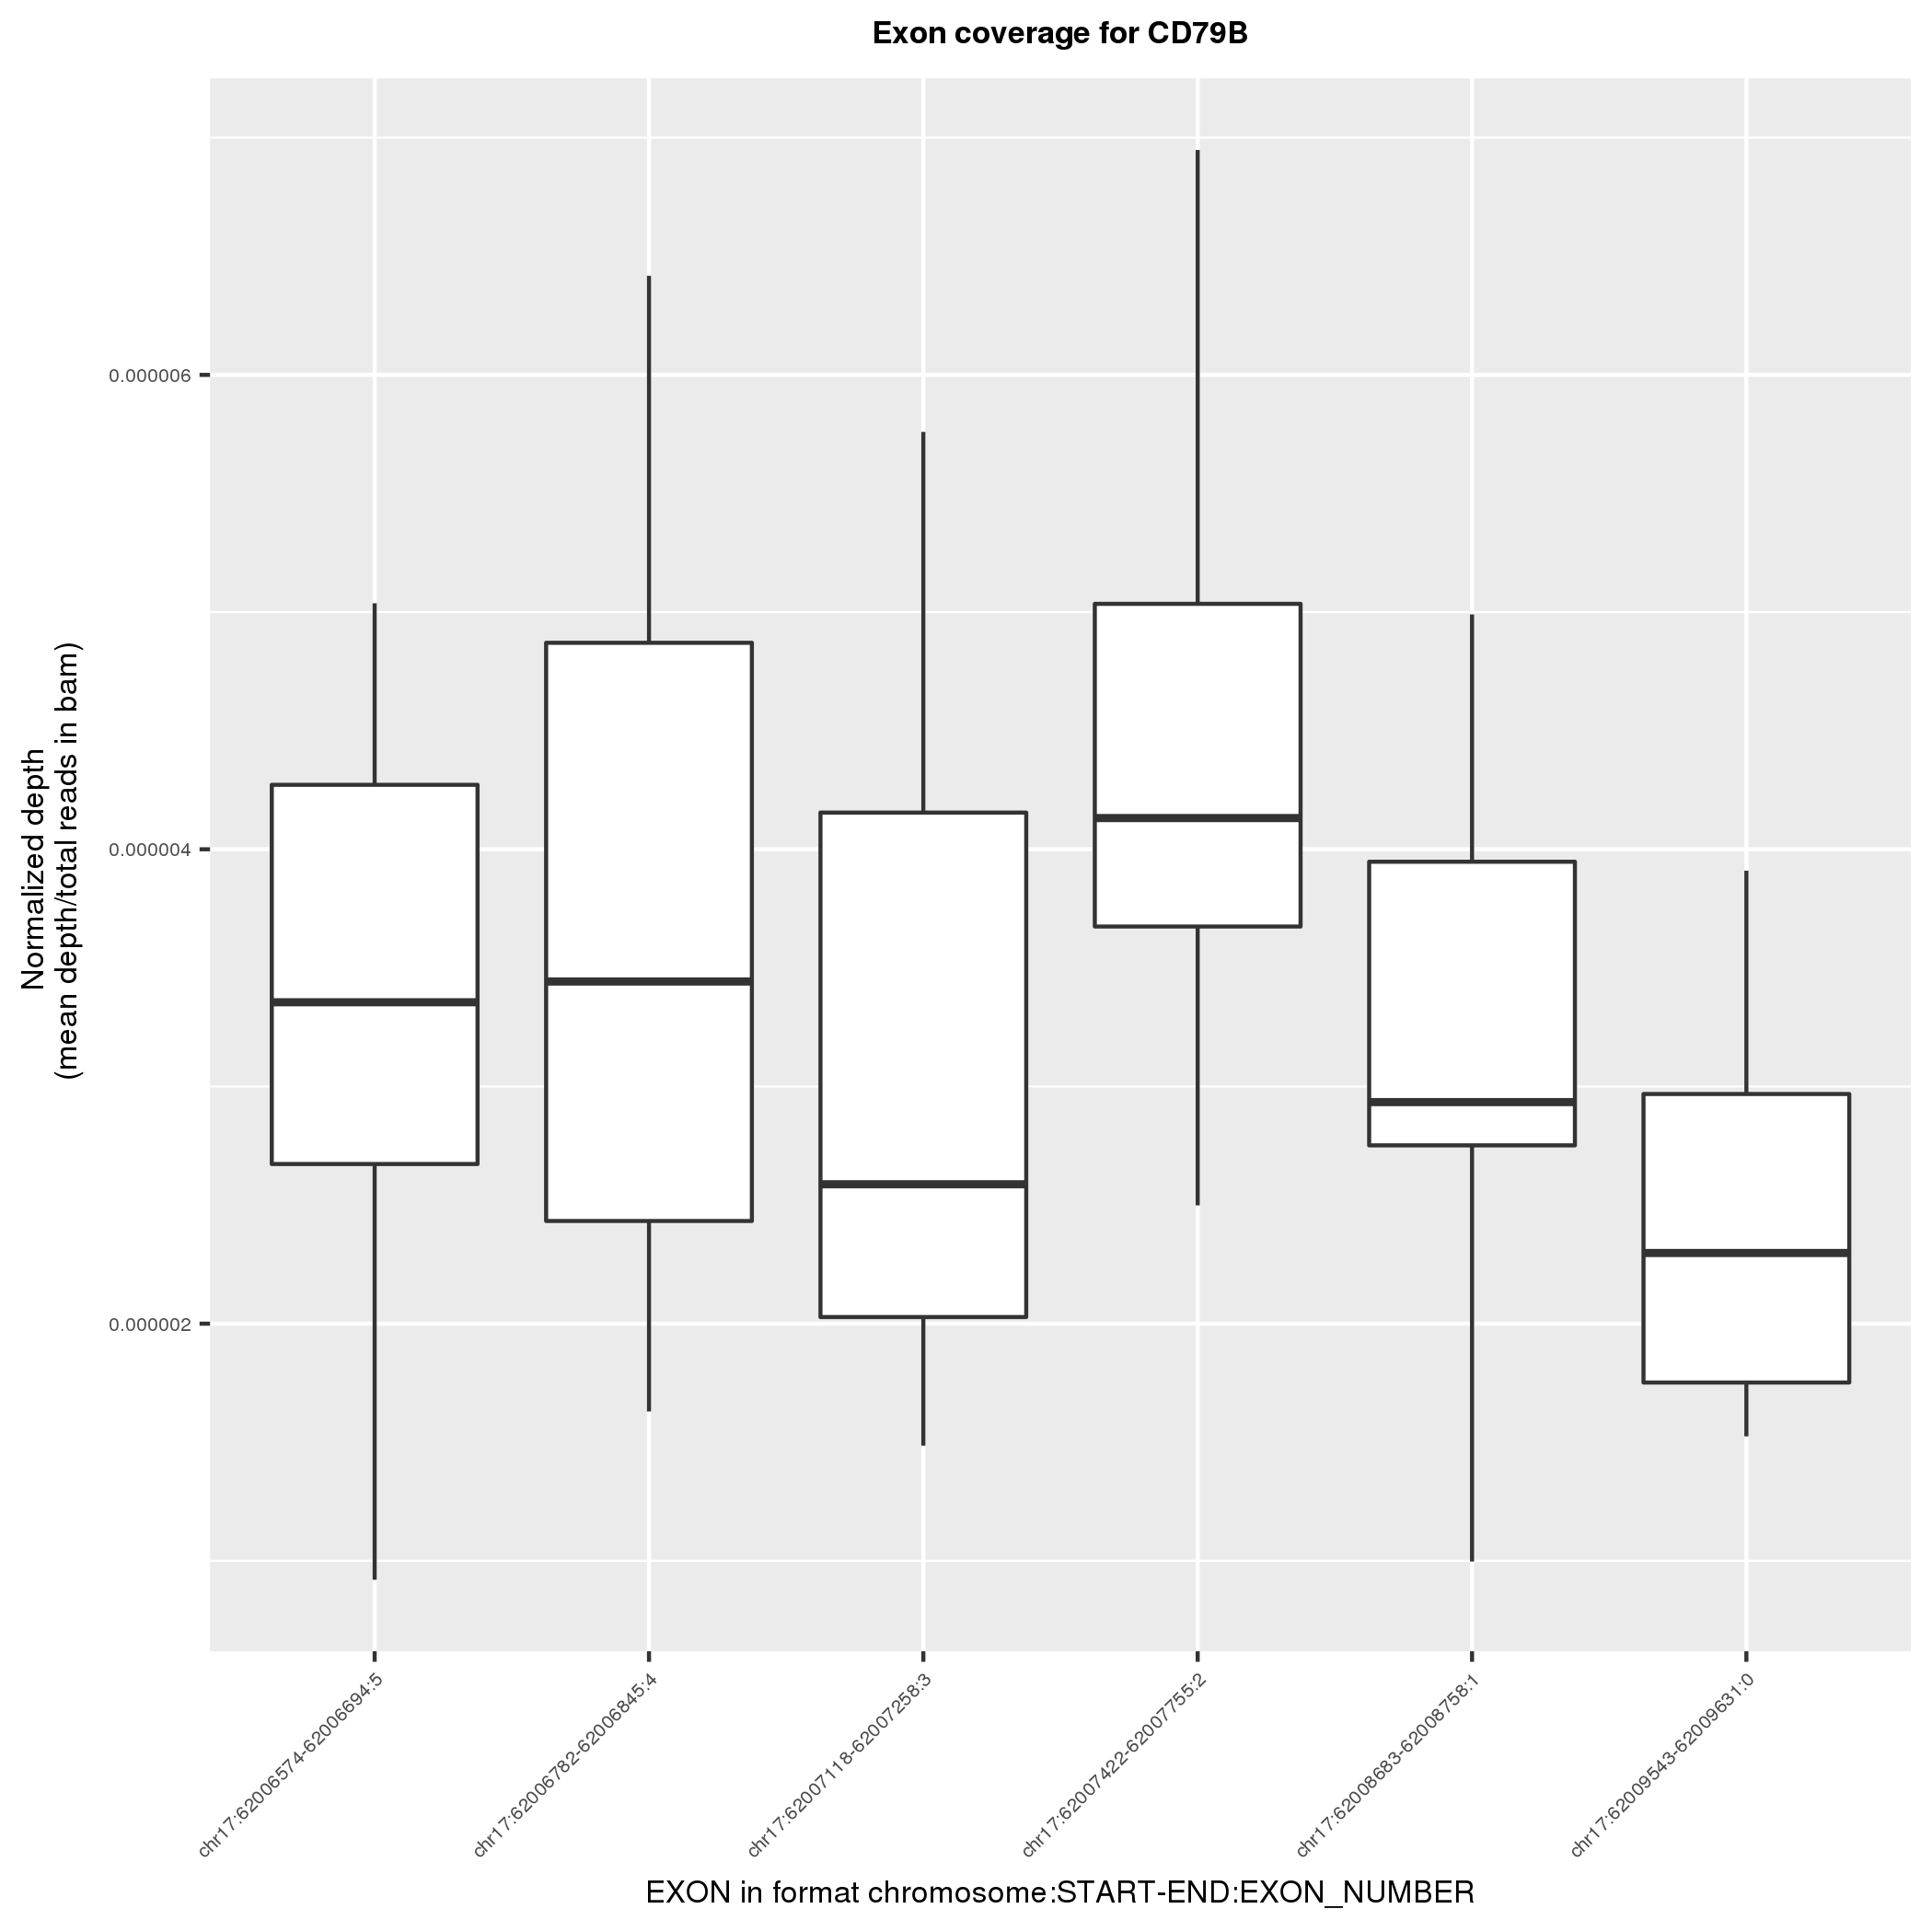 Exon coverage for CD79B
Normalized depth
(mean depth/total reads in bam)
0.000006
0.000004
0.000002
chr17:62006574-62006694:5
chr17:62006782-62006845:4
chr17:62007118-62007258:3
chr17:62007422-62007755:2
chr17:62008683-62008758:1
chr17:62009543-62009631:0
EXON in format chromosome:START-END:EXON_NUMBER